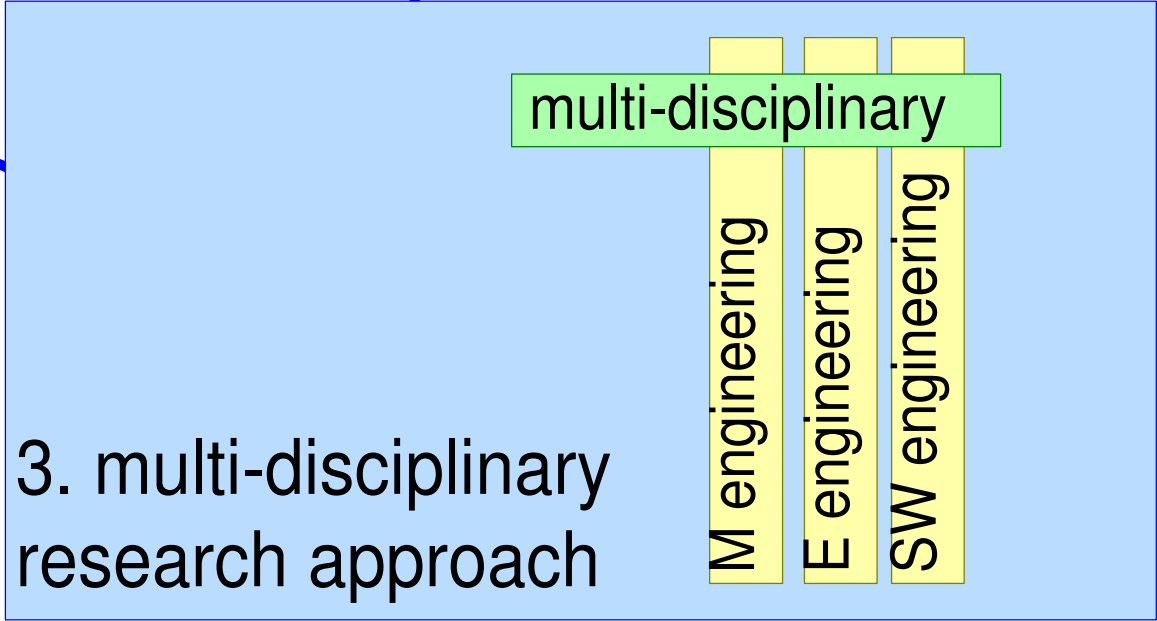 multi-disciplinary
M engineering
E engineering
SW engineering
3. multi-disciplinary
research approach